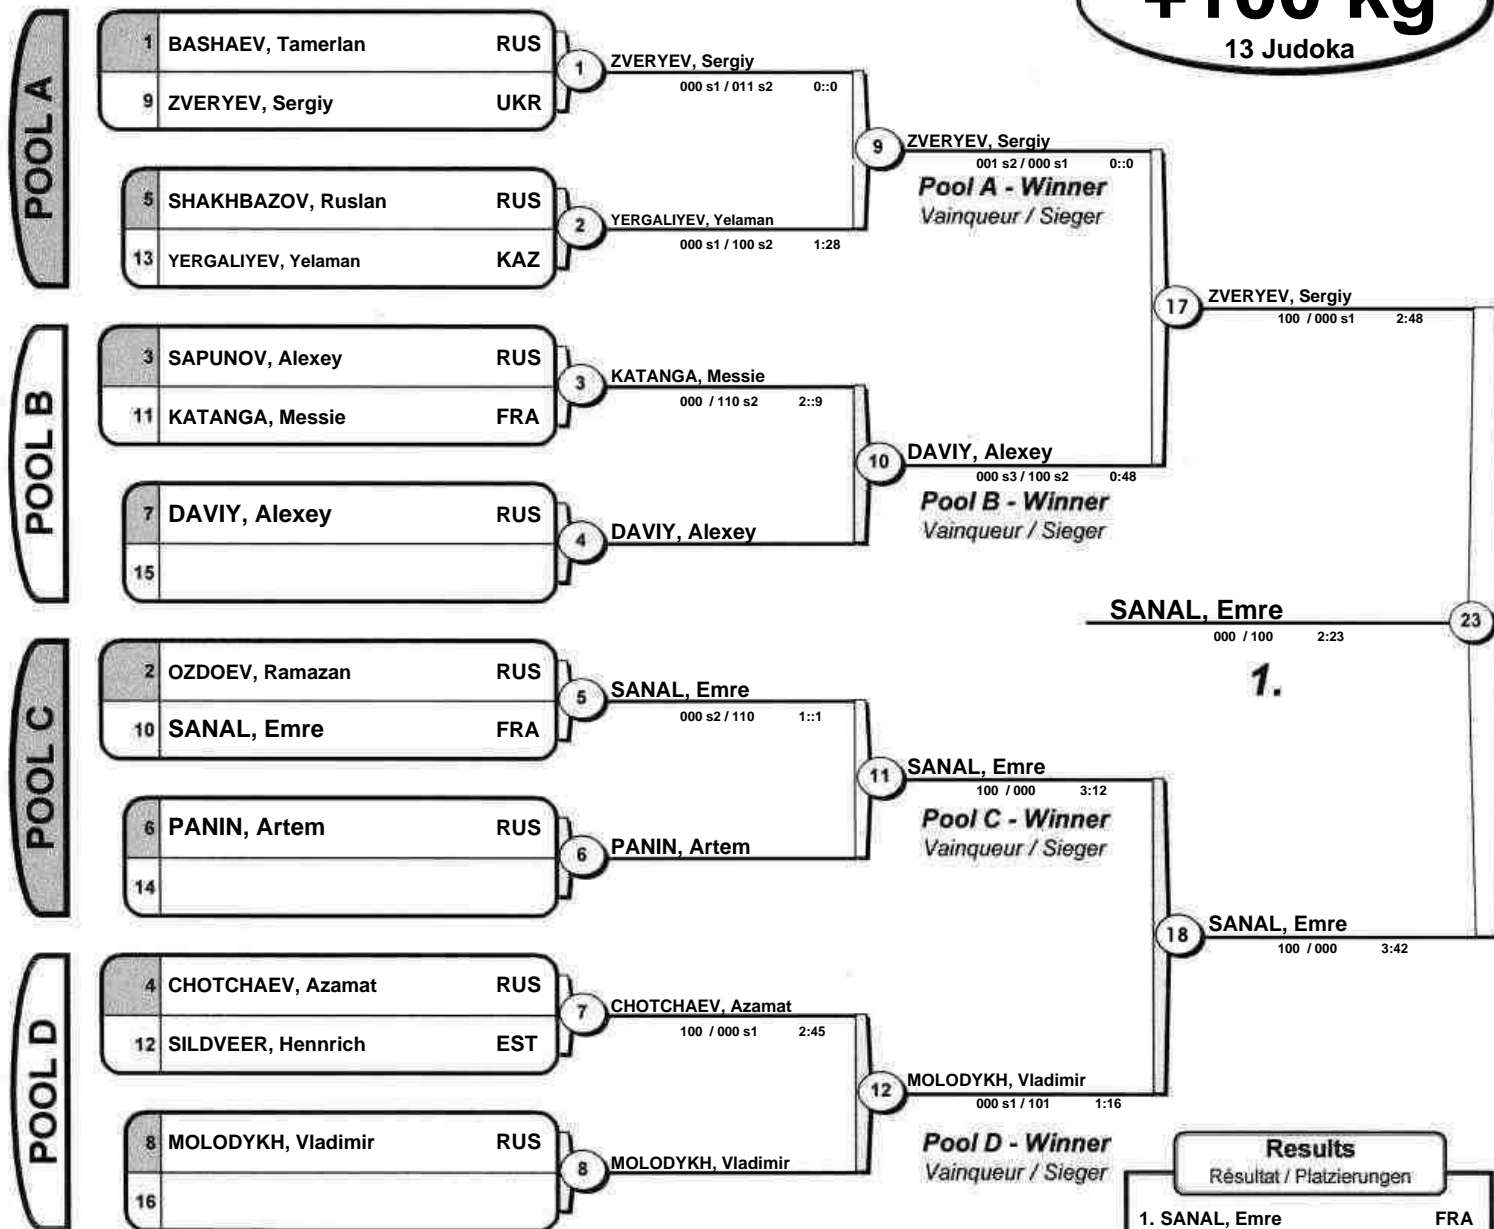 +100 kg
13 Judoka
POOL A
1 BASHAEV, Tamerlan RUS
9 ZVERYEV, Sergiy UKR
5 SHAKHBAZOV, Ruslan RUS
13 YERGALIYEV, Yelaman KAZ
1 ZVERYEV, Sergiy
000 s1 / 011 s2 0::0
2 YERGALIYEV, Yelaman
000 s1 / 100 s2 1:28
9 ZVERYEV, Sergiy
001 s2 / 000 s1 0::0
Pool A - Winner
Vainqueur / Sieger
POOL B
3 SAPUNOV, Alexey RUS
11 KATANGA, Messie FRA
7 DAVIY, Alexey RUS
15
3 KATANGA, Messie
000 / 110 s2 2::9
4 DAVIY, Alexey
10 DAVIY, Alexey
000 s3 / 100 s2 0:48
Pool B - Winner
Vainqueur / Sieger
17 ZVERYEV, Sergiy
100 / 000 s1 2:48
SANAL, Emre 23
000 / 100 2:23
1.
POOL C
2 OZDOEV, Ramazan RUS
10 SANAL, Emre FRA
6 PANIN, Artem RUS
14
5 SANAL, Emre
000 s2 / 110 1::1
6 PANIN, Artem
11 SANAL, Emre
100 / 000 3:12
Pool C - Winner
Vainqueur / Sieger
POOL D
4 CHOTCHAEV, Azamat RUS
12 SILDVEER, Hennrich EST
8 MOLODYKH, Vladimir RUS
16
7 CHOTCHAEV, Azamat
100 / 000 s1 2:45
8 MOLODYKH, Vladimir
12 MOLODYKH, Vladimir
000 s1 / 101 1:16
Pool D - Winner
Vainqueur / Sieger
18 SANAL, Emre
100 / 000 3:42
Results
Résultat / Platzierungen
1. SANAL, Emre FRA